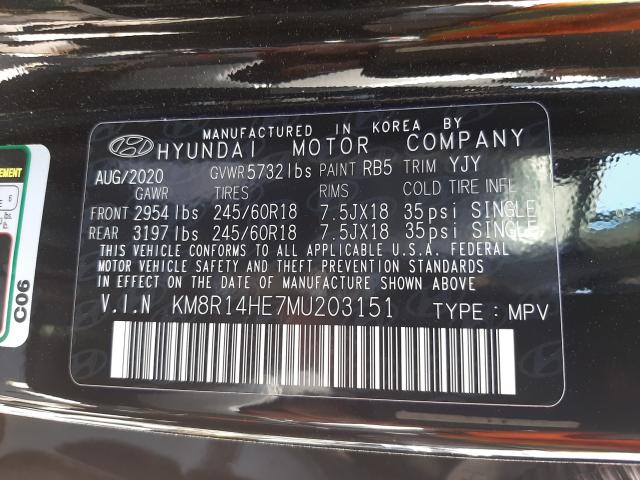 MANUFACTURED IN KOREA BY
HYUNDAI MOTOR COMPANY
AUG/2020 GVWR 5732 lbs PAINT RB5 TRIM YJY
GAWR TIRES RIMS COLD TIRE INFL
FRONT 2954 lbs 245/60R18 7.5JX18 35psi SINGLE
REAR 3197 lbs 245/60R18 7.5JX18 35psi SINGLE
THIS VEHICLE CONFORMS TO ALL APPLICABLE U.S.A. FEDERAL
MOTOR VEHICLE SAFETY AND THEFT PREVENTION STANDARDS
IN EFFECT ON THE DATE OF MANUFACTURE SHOWN ABOVE
V.I.N KM8R14HE7MU203151 TYPE : MPV
6
lbs.
C06